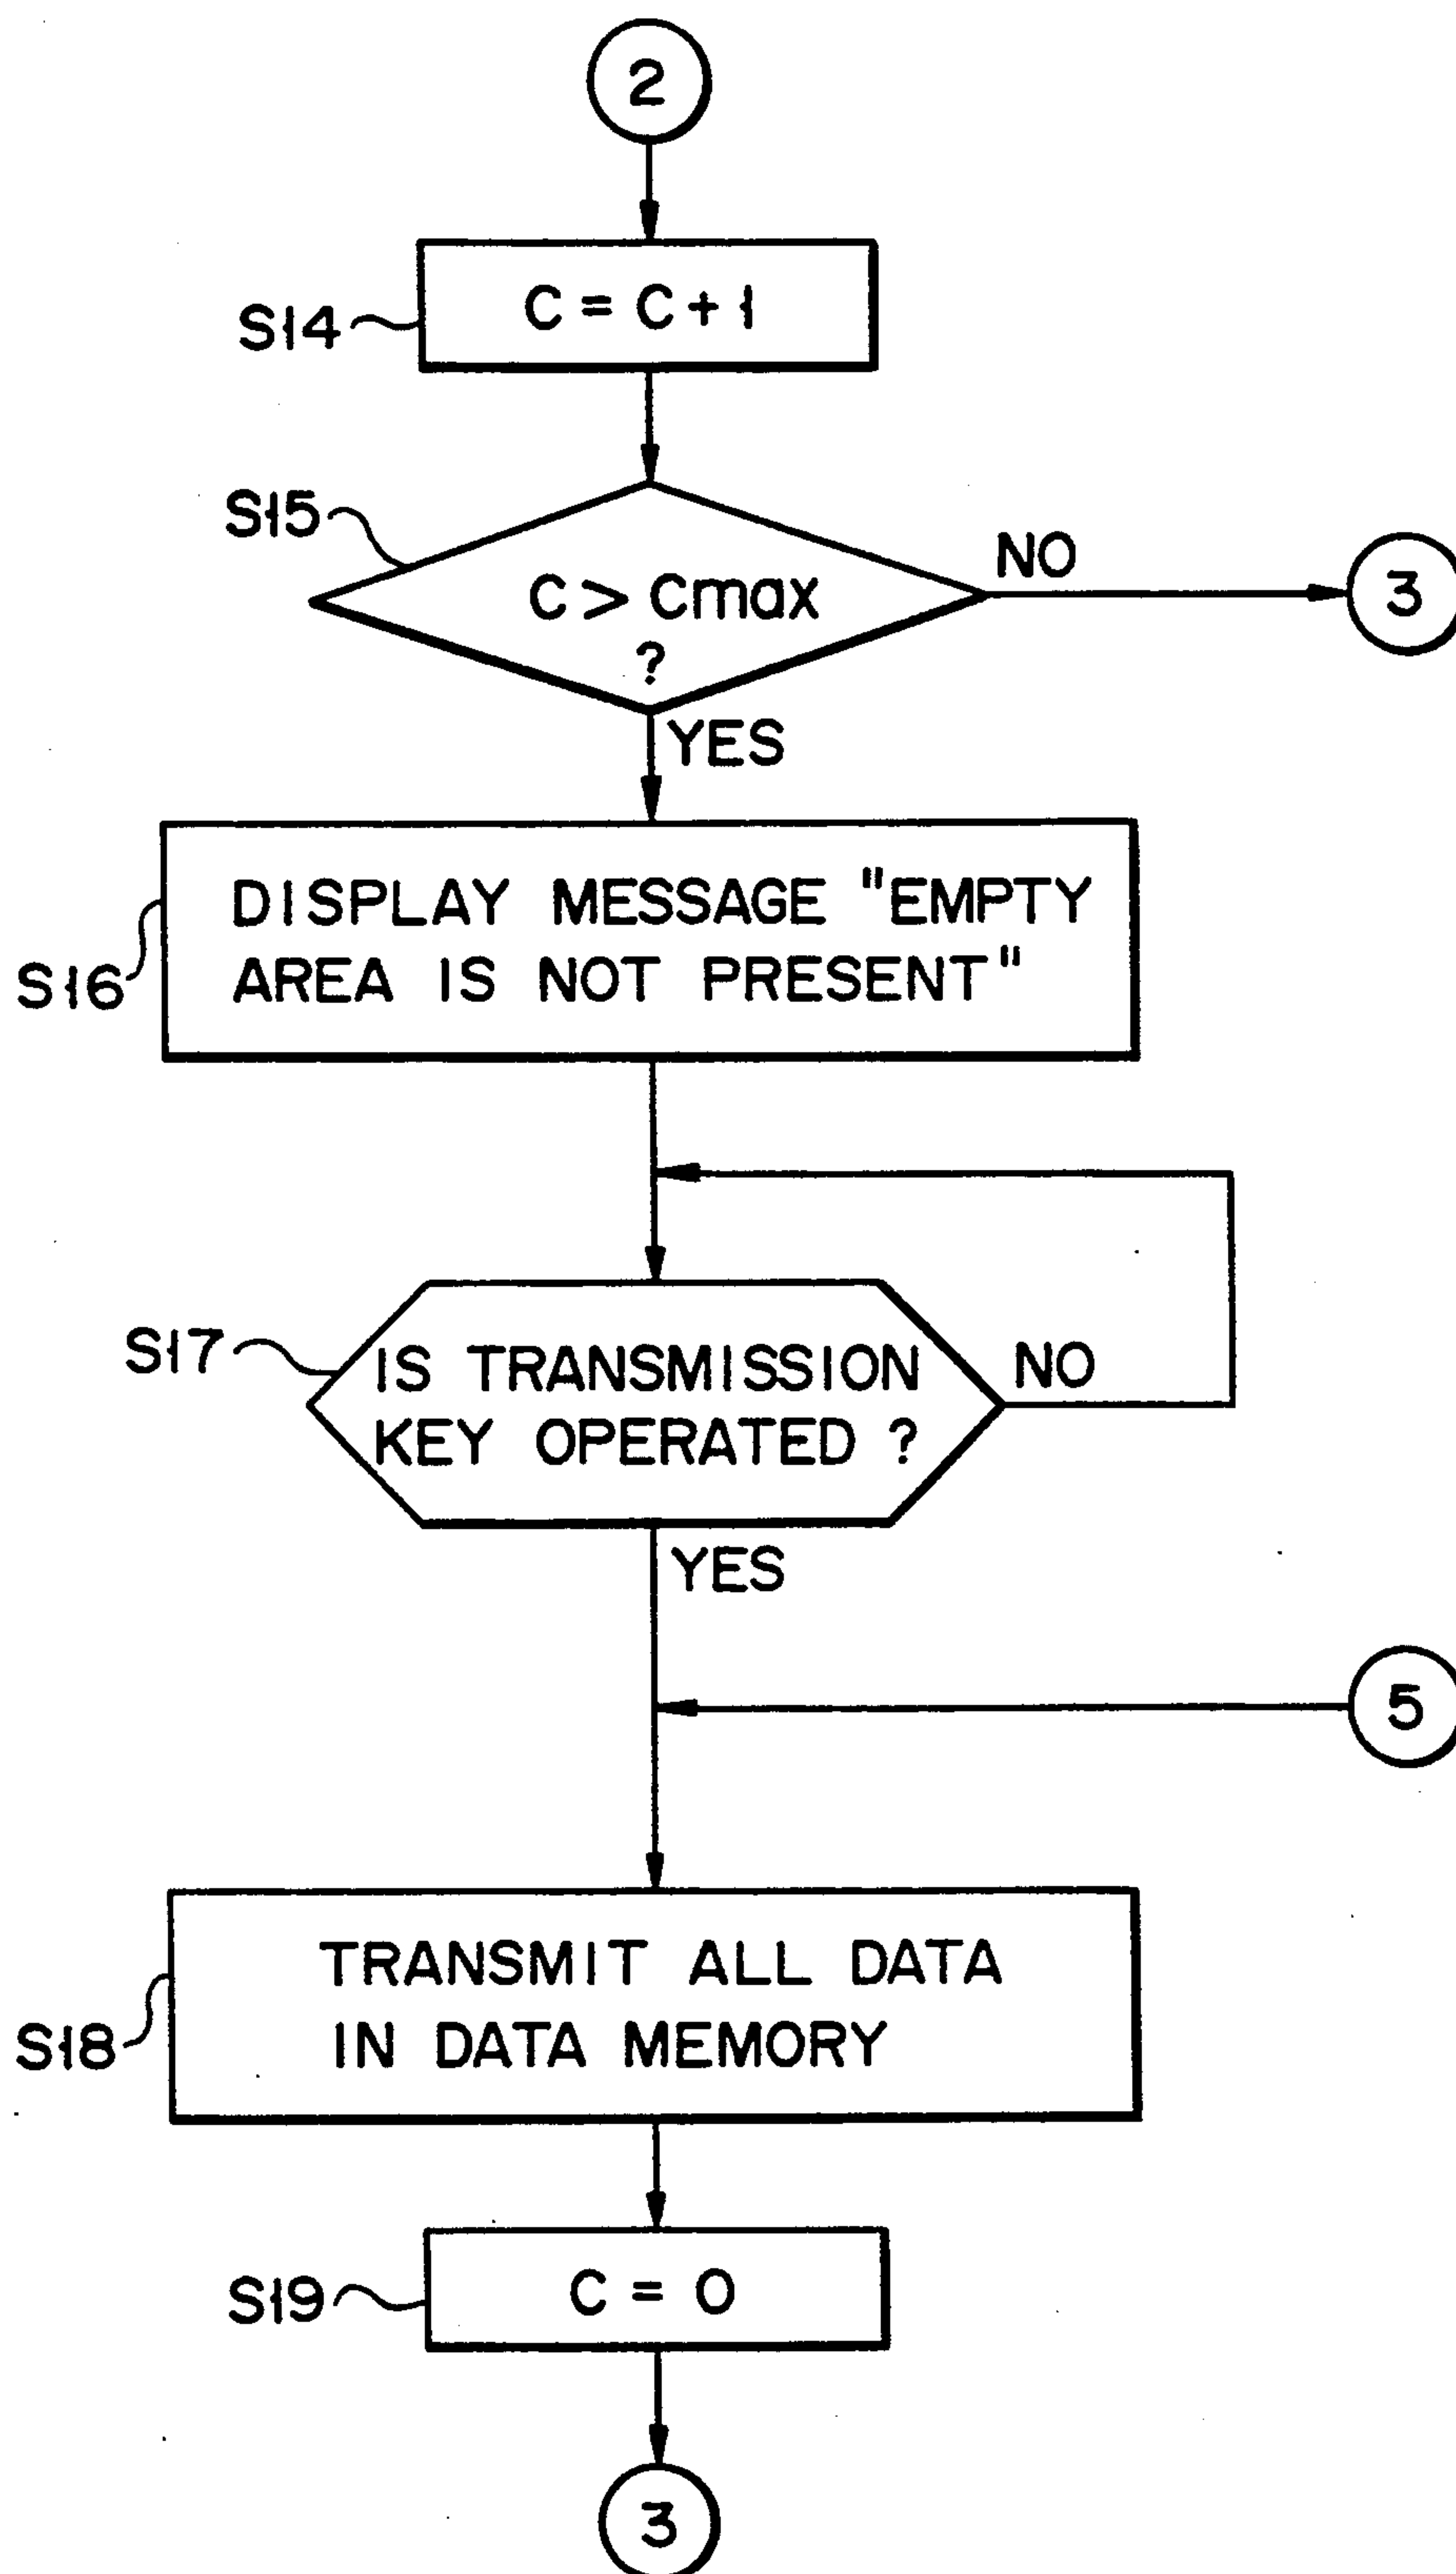 2
S14
C = C + 1
S15
C > Cmax
?
NO
3
YES
S16
DISPLAY MESSAGE "EMPTY
AREA IS NOT PRESENT"
S17
IS TRANSMISSION
KEY OPERATED ?
NO
YES
5
S18
TRANSMIT ALL DATA
IN DATA MEMORY
S19
C = 0
3